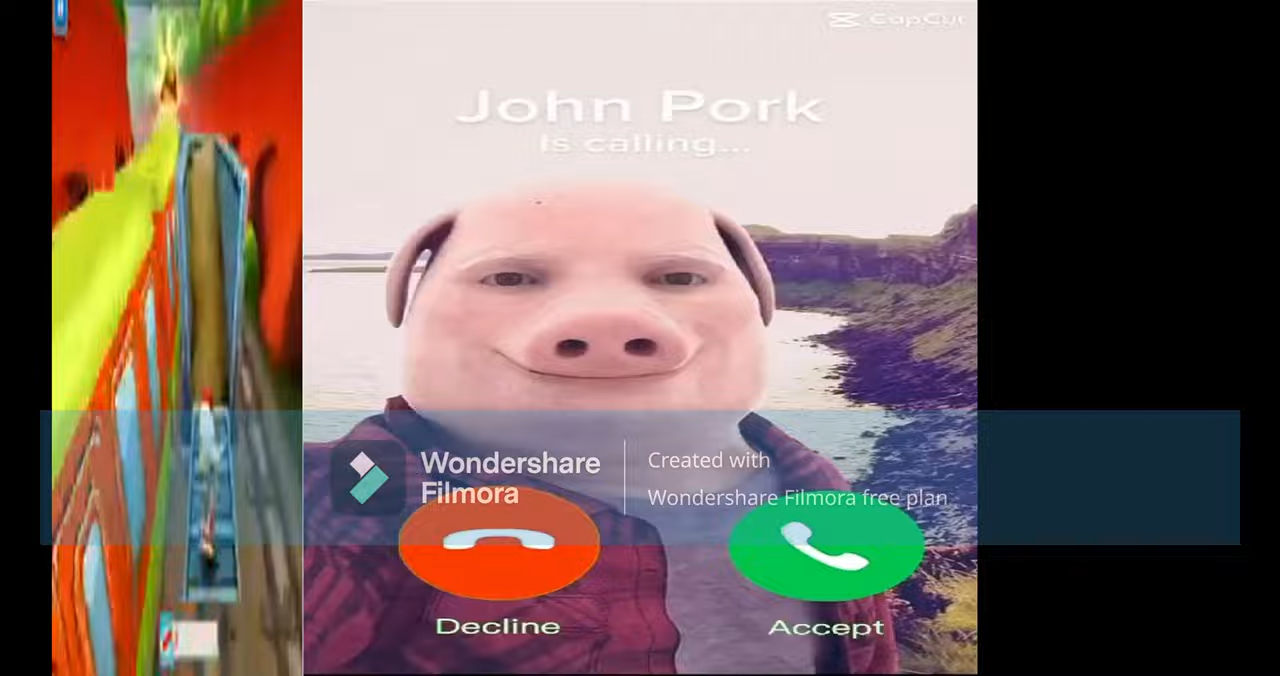 CapCut
John Pork
Is calling...
Wondershare
Filmora
Created with
Wondershare Filmora free plan
Decline
Accept